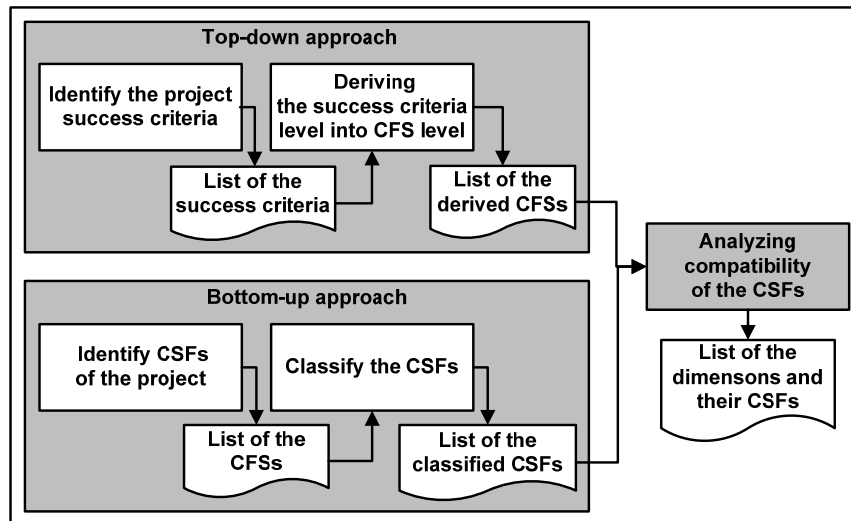 Top-down approach
Identify the project
success criteria
Deriving
the success criteria
level into CFS level
List of the
success criteria
List of the
derived CFSs
Bottom-up approach
Identify CSFs
of the project
Classify the CSFs
List of the
CFSs
List of the
classified CSFs
Analyzing
compatibility
of the CSFs
List of the
dimensons and
their CSFs